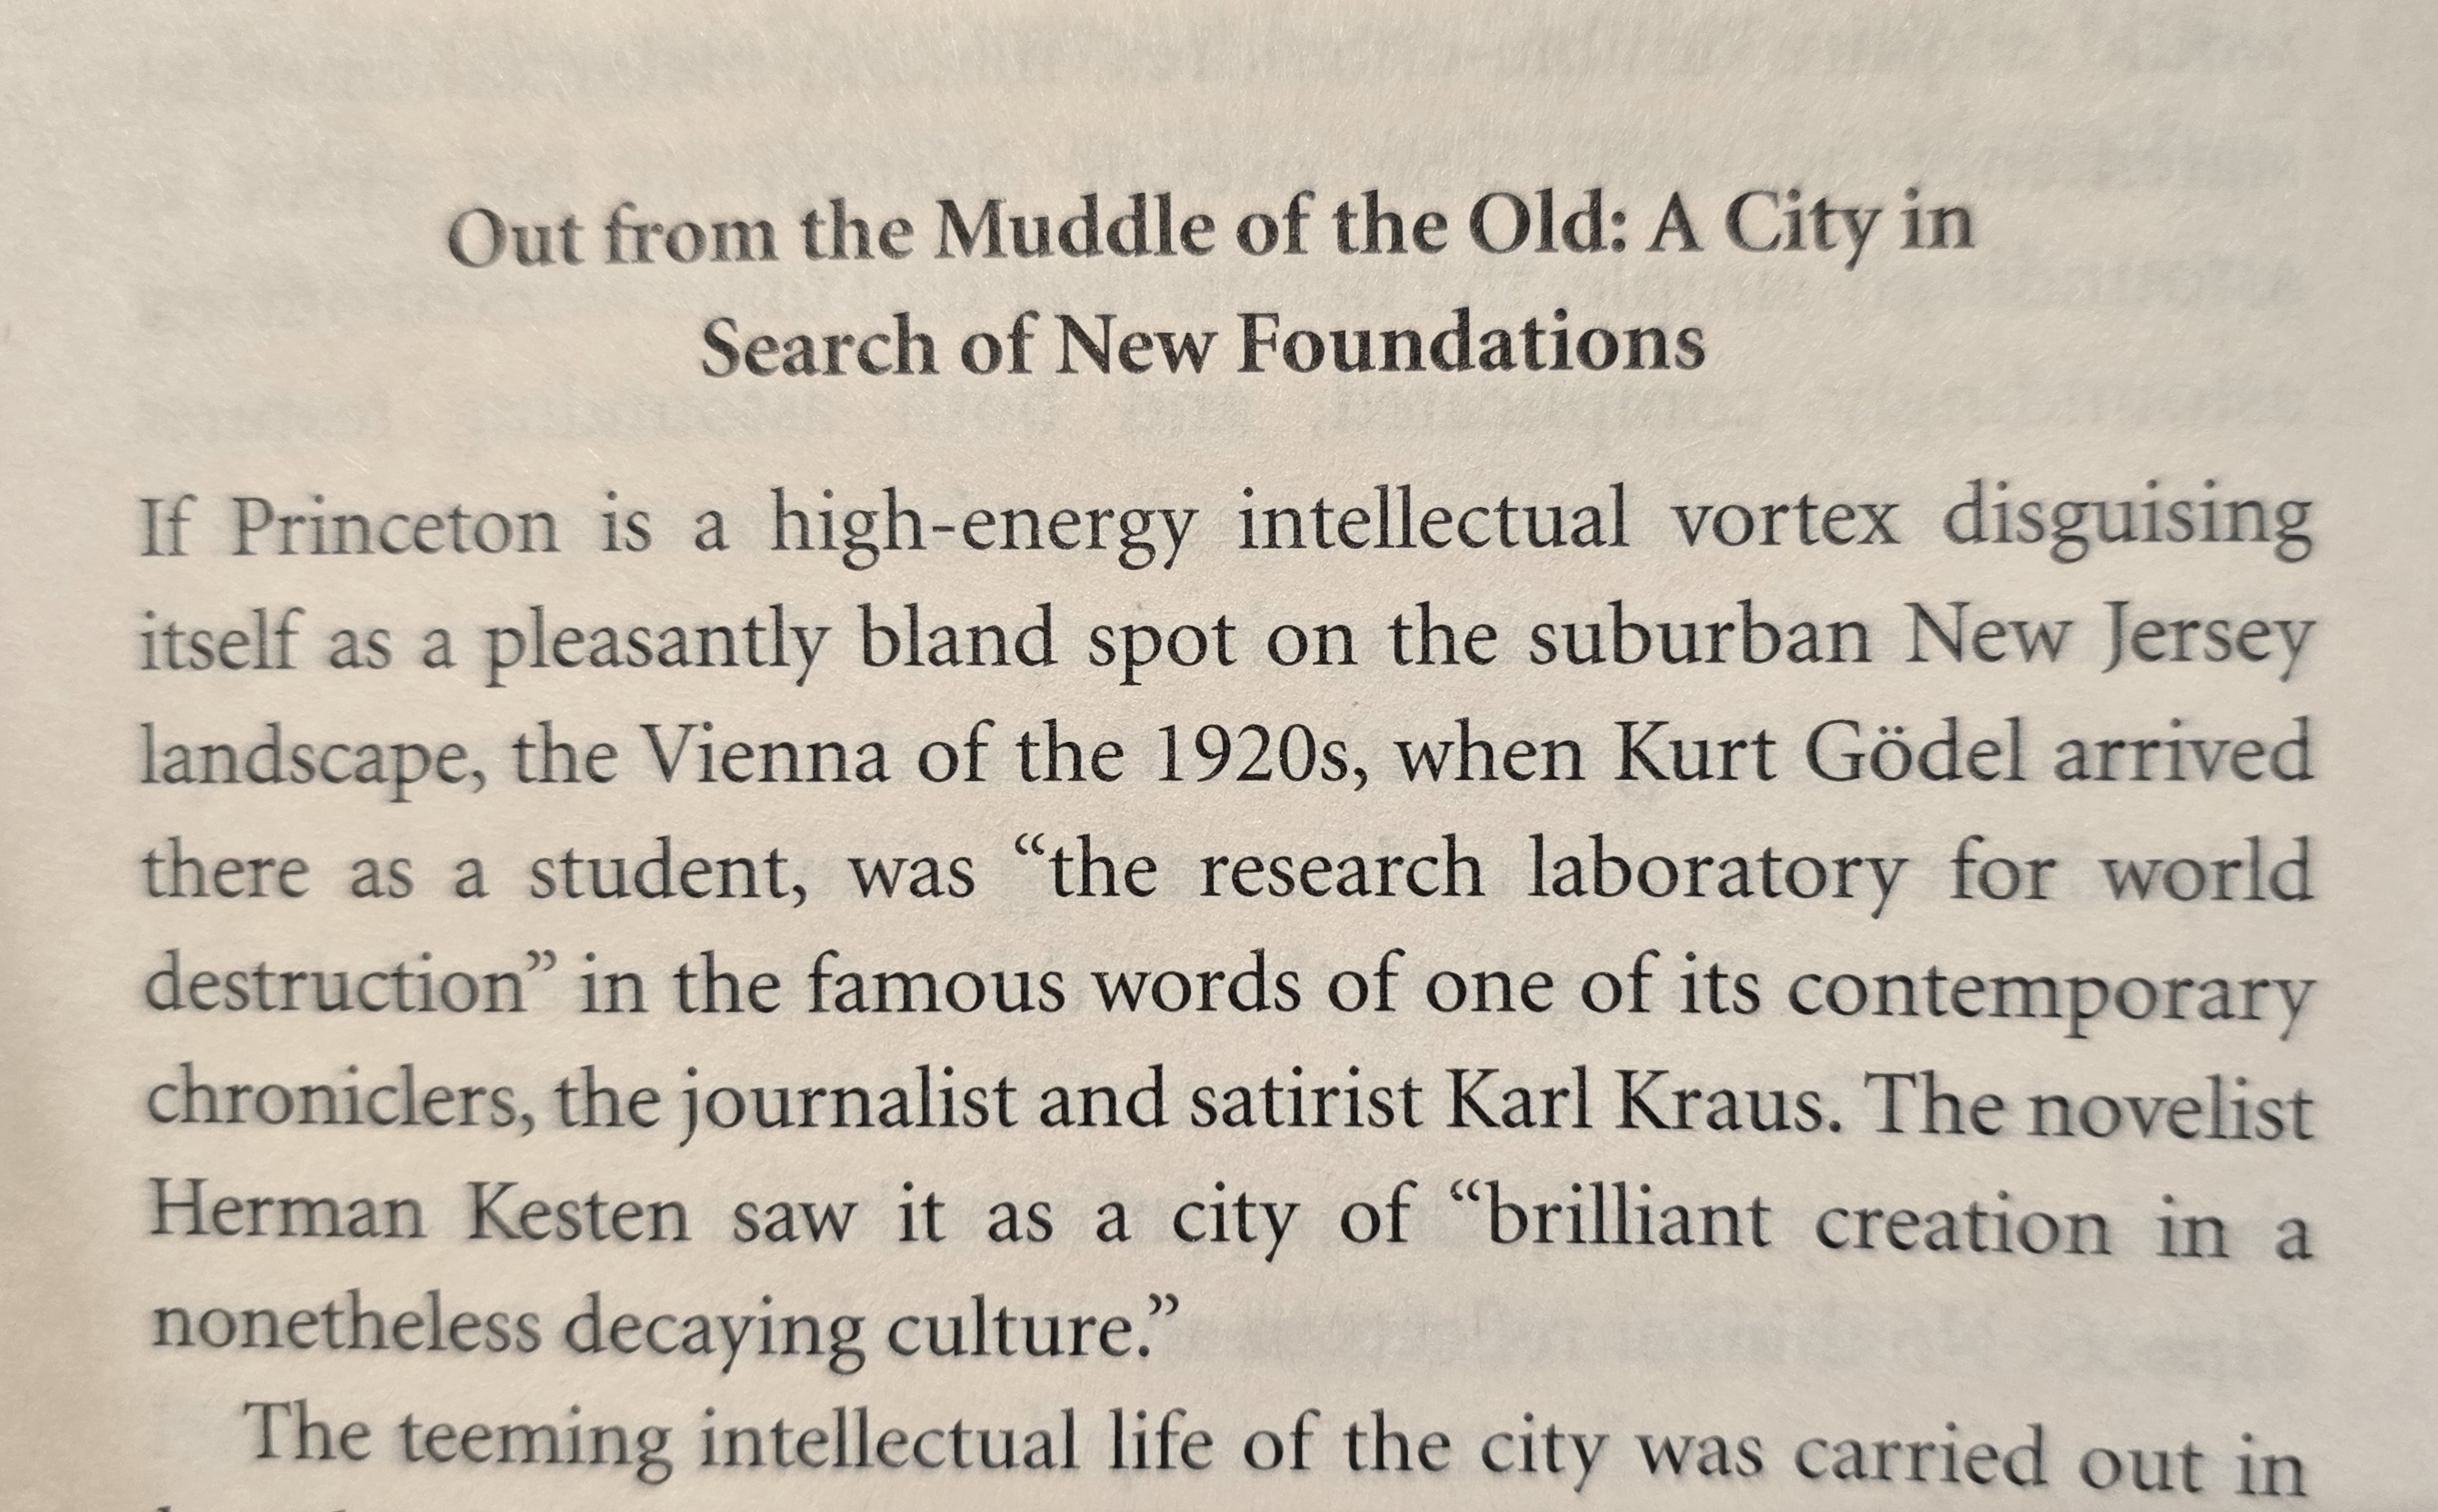 Out from the Muddle of the Old: A City in
Search of New Foundations
If Princeton is a high-energy intellectual vortex disguising
itself as a pleasantly bland spot on the suburban New Jersey
landscape, the Vienna of the 1920s, when Kurt Gödel arrived
there as a student, was “the research laboratory for world
destruction” in the famous words of one of its contemporary
chroniclers, the journalist and satirist Karl Kraus. The novelist
Herman Kesten saw it as a city of “brilliant creation in a
nonetheless decaying culture.”
The teeming intellectual life of the city was carried out in